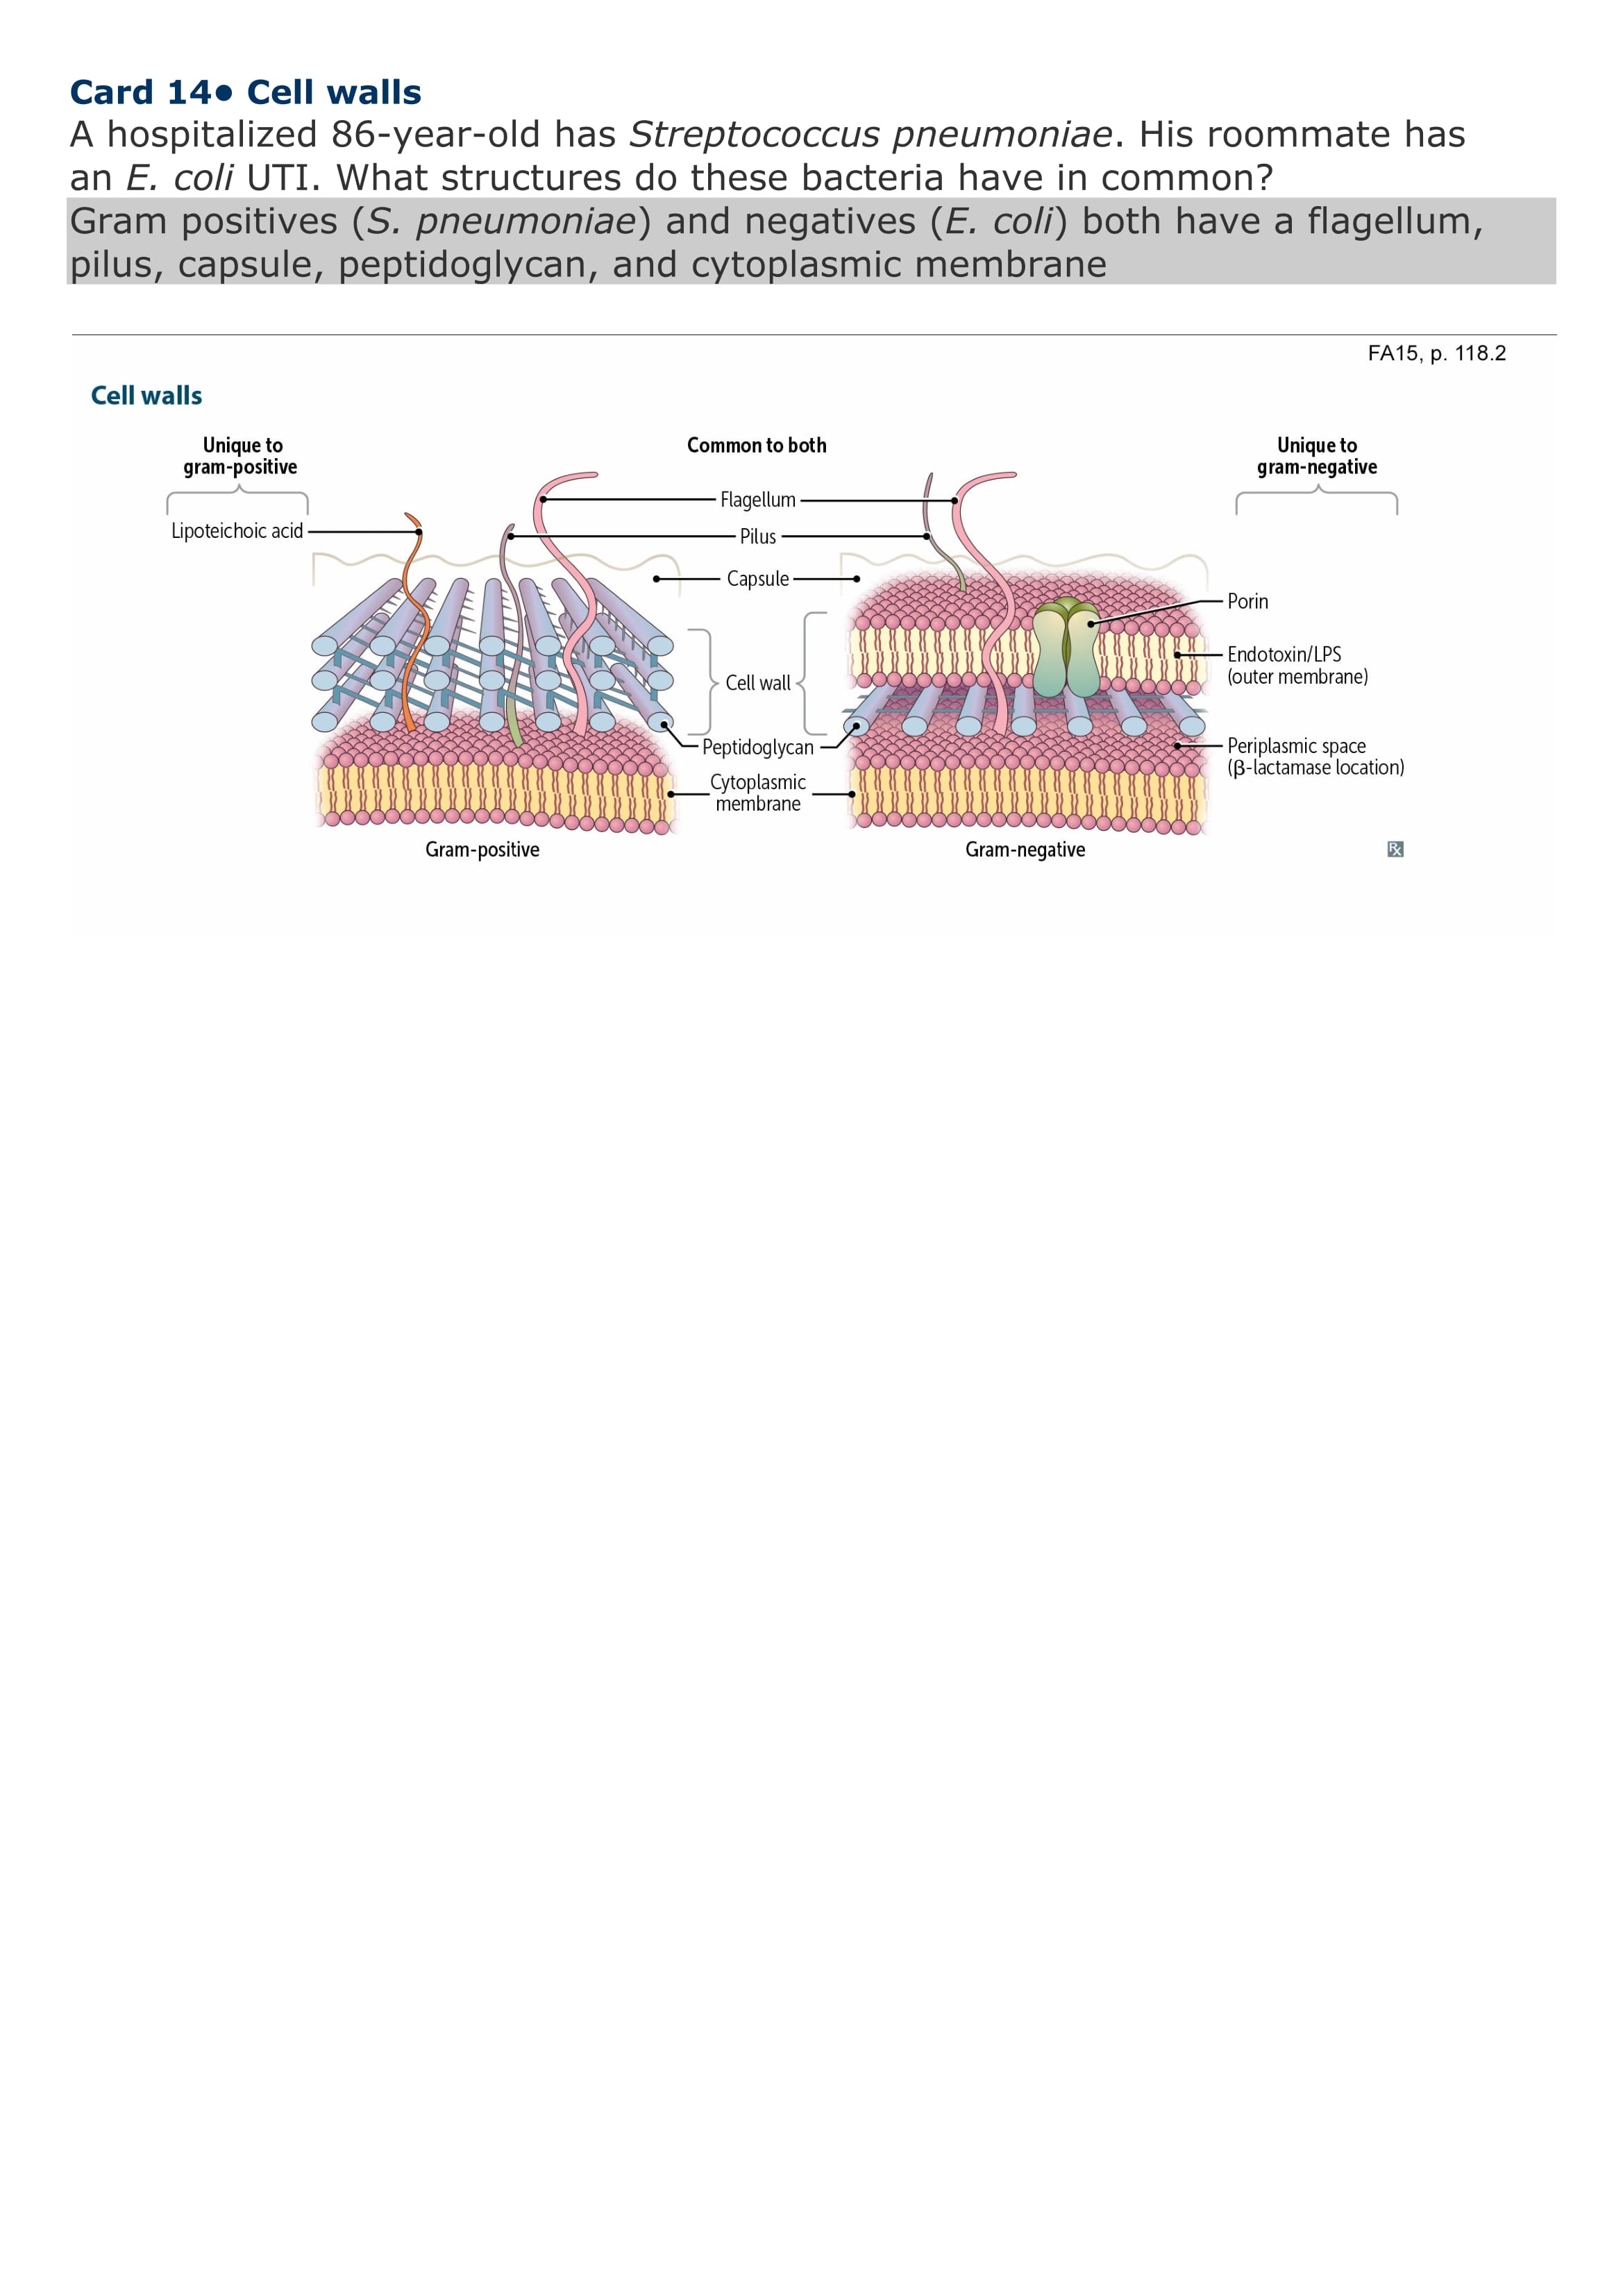 Card 14● Cell walls
A hospitalized 86-year-old has Streptococcus pneumoniae. His roommate has
an E. coli UTI. What structures do these bacteria have in common?
Gram positives (S. pneumoniae) and negatives (E. coli) both have a flagellum,
pilus, capsule, peptidoglycan, and cytoplasmic membrane
FA15, p. 118.2
Cell walls
Unique to
gram-positive
Common to both
Unique to
gram-negative
Lipoteichoic acid
Flagellum
Pilus
Capsule
Porin
Endotoxin/LPS
(outer membrane)
Cell wall
Peptidoglycan
Periplasmic space
(β-lactamase location)
Cytoplasmic
membrane
Gram-positive
Gram-negative
Rx